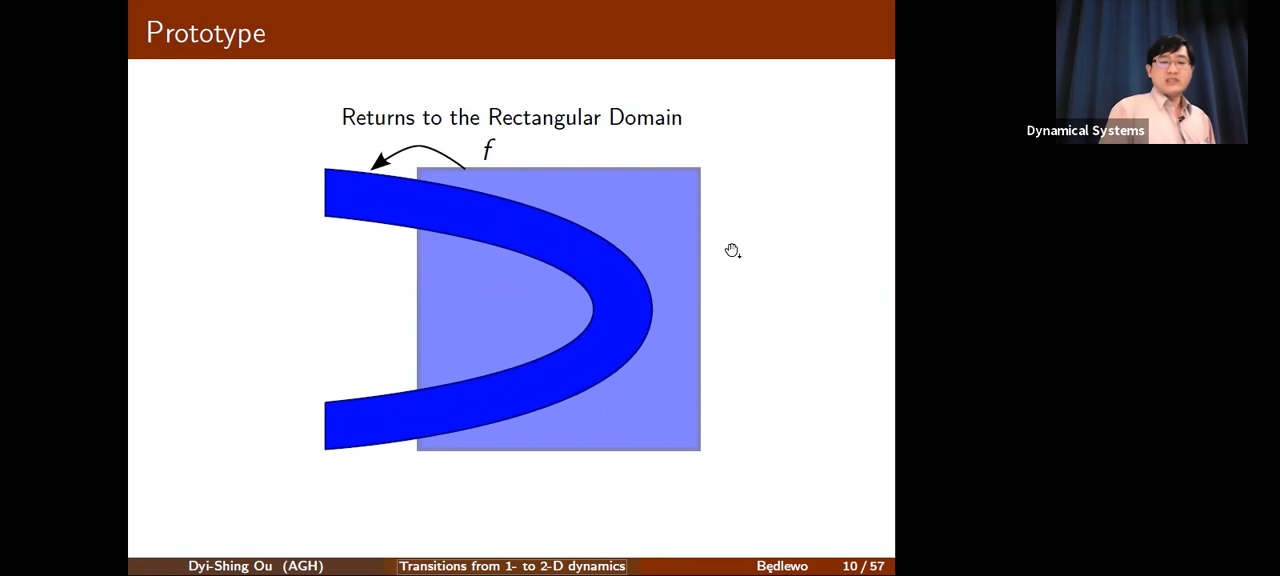 Prototype
Returns to the Rectangular Domain
f
Dynamical Systems
Dyi-Shing Ou (AGH)
Transitions from 1- to 2-D dynamics
Będlewo
10 / 57